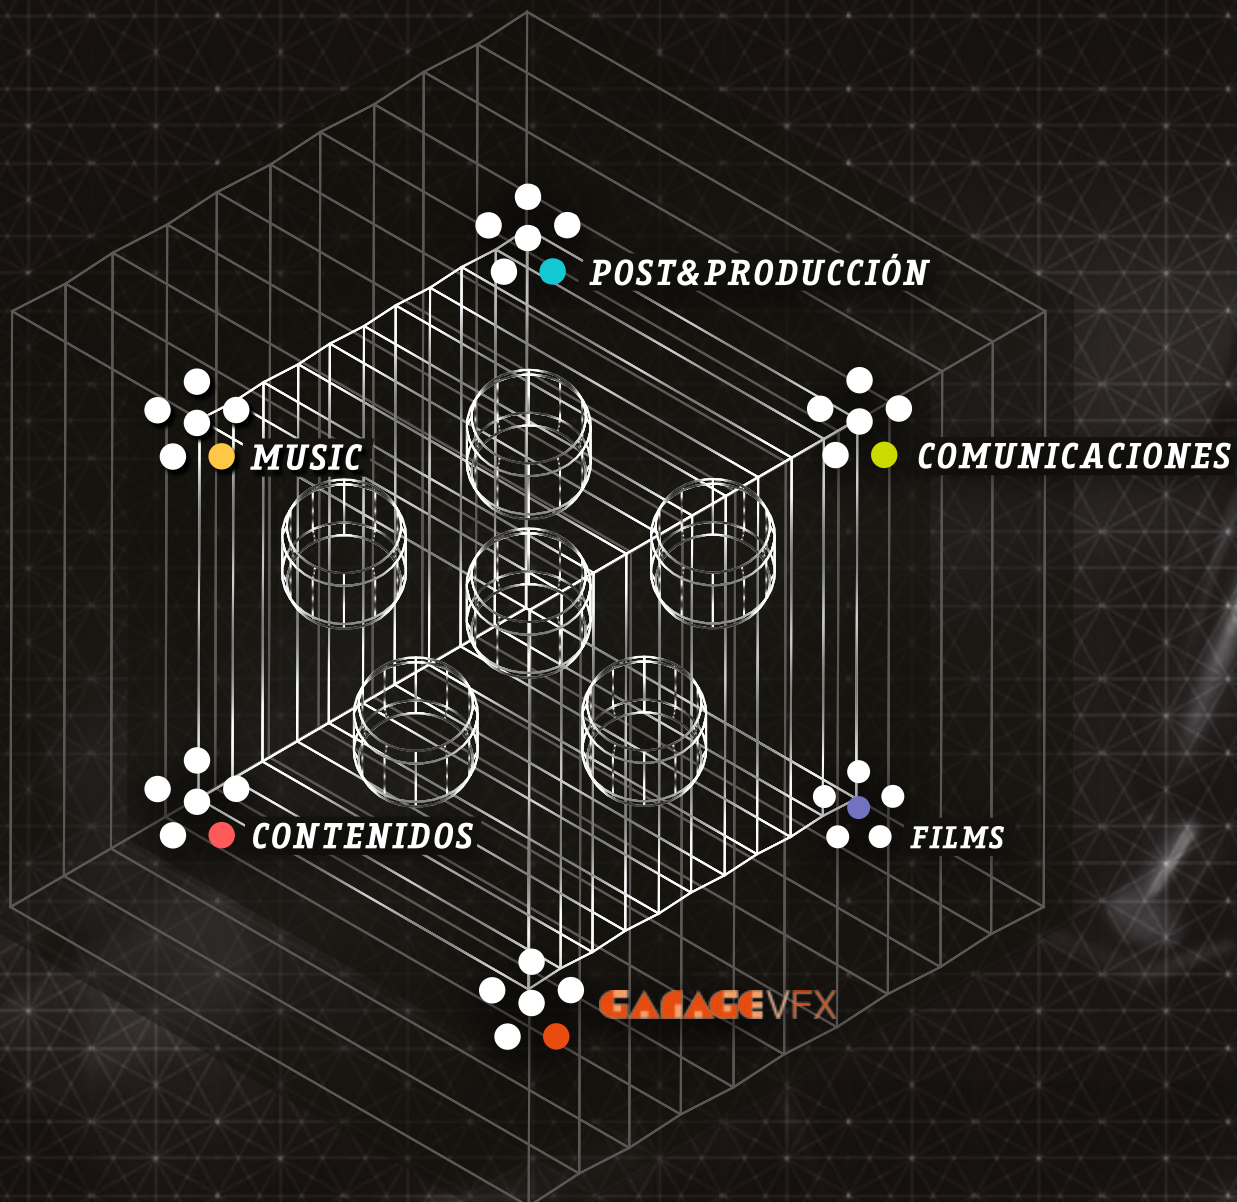 POST&PRODUCCIÓN
MUSIC
COMUNICACIONES
CONTENIDOS
FILMS
GARAGEVFX